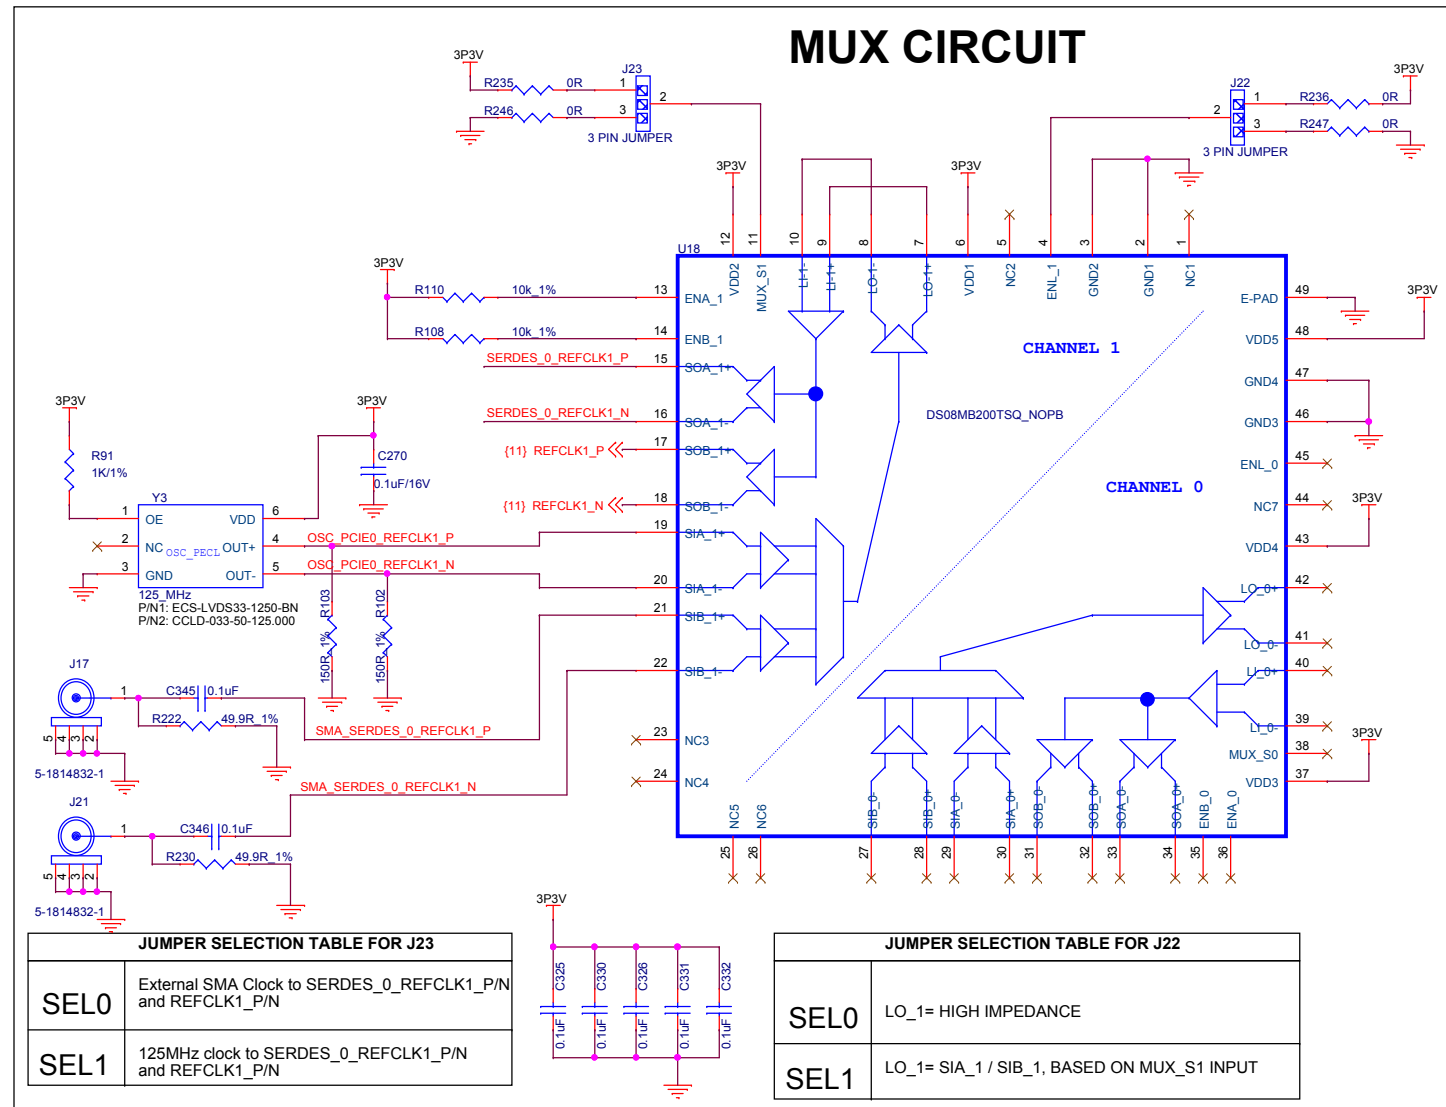 MUX CIRCUIT
3P3V
J23
R235 0R 1
2
R246 0R 3
3 PIN JUMPER
3P3V
J22
1 R236 0R
2
3 R247 0R
3 PIN JUMPER
3P3V
3P3V
U18
12 11 10 9 8 7 6 5 4 3 2 1
VDD2 MUX_S1 LI-1- LI-1+ LO-1- LO-1+ VDD1 NC2 ENL_1 GND2 GND1 NC1
3P3V
R110 10k_1% 13 ENA_1
R108 10k_1% 14 ENB_1
SERDES_0_REFCLK1_P 15 SOA_1+
SERDES_0_REFCLK1_N 16 SOA_1-
{11} REFCLK1_P 17 SOB_1+
{11} REFCLK1_N 18 SOB_1-
19 SIA_1+
20 SIA_1-
21 SIB_1+
22 SIB_1-
23 NC3
24 NC4
CHANNEL 1
DS08MB200TSQ_NOPB
CHANNEL 0
E-PAD 49
3P3V
VDD5 48
GND4 47
GND3 46
ENL_0 45
NC7 44
3P3V
VDD4 43
LO_0+ 42
LO_0- 41
LI_0+ 40
LI_0- 39
MUX_S0 38
3P3V
VDD3 37
NC5 NC6 SIB_0- SIB_0+ SIA_0- SIA_0+ SOB_0- SOB_0+ SOA_0- SOA_0+ ENB_0 ENA_0
25 26 27 28 29 30 31 32 33 34 35 36
3P3V
3P3V
R91
1K/1%
C270
0.1uF/16V
Y3
1 OE VDD 6
2 NC OSC_PECL OUT+ 4
3 GND OUT- 5
OSC_PCIE0_REFCLK1_P
OSC_PCIE0_REFCLK1_N
125_MHz
P/N1: ECS-LVDS33-1250-BN
P/N2: CCLD-033-50-125.000
150R_1% R103
150R_1% R102
J17
1
C345 0.1uF
R222 49.9R_1%
5 4 3 2
5-1814832-1
SMA_SERDES_0_REFCLK1_P
J21
1
C346 0.1uF
R230 49.9R_1%
5 4 3 2
5-1814832-1
SMA_SERDES_0_REFCLK1_N
3P3V
C325 C330 C326 C331 C332
0.1uF 0.1uF 0.1uF 0.1uF 0.1uF
JUMPER SELECTION TABLE FOR J23
SEL0
External SMA Clock to SERDES_0_REFCLK1_P/N
and REFCLK1_P/N
SEL1
125MHz clock to SERDES_0_REFCLK1_P/N
and REFCLK1_P/N
JUMPER SELECTION TABLE FOR J22
SEL0
LO_1= HIGH IMPEDANCE
SEL1
LO_1= SIA_1 / SIB_1, BASED ON MUX_S1 INPUT